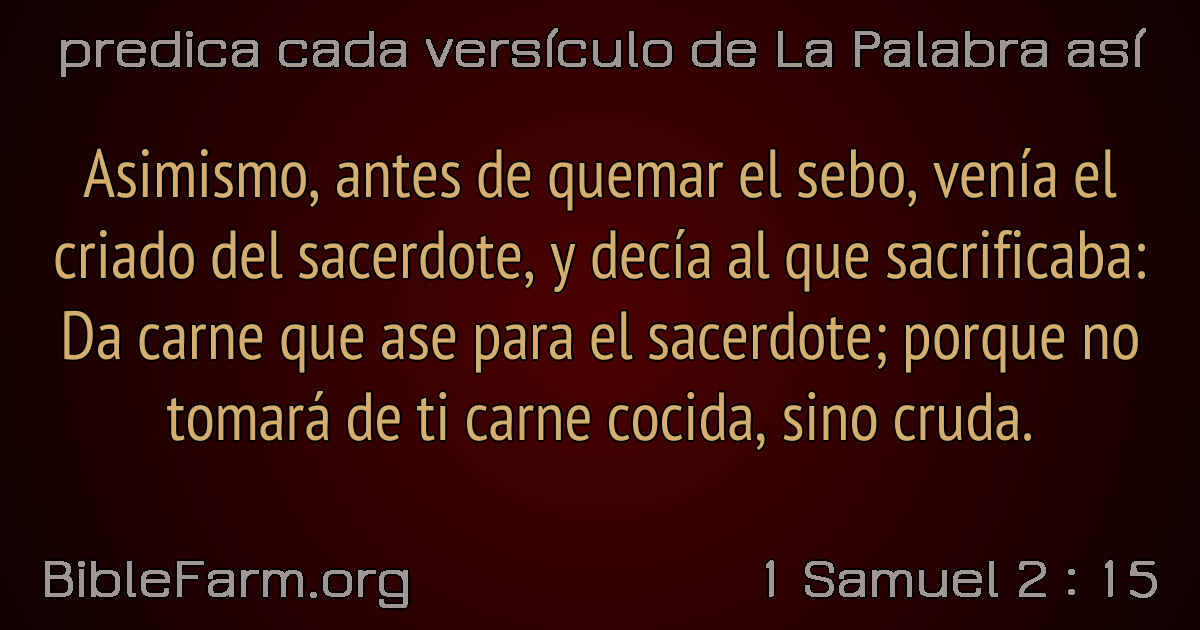 predica cada versículo de La Palabra así
Asimismo, antes de quemar el sebo, venía el
criado del sacerdote, y decía al que sacrificaba:
Da carne que ase para el sacerdote; porque no
tomará de ti carne cocida, sino cruda.
BibleFarm.org
1 Samuel 2 : 15